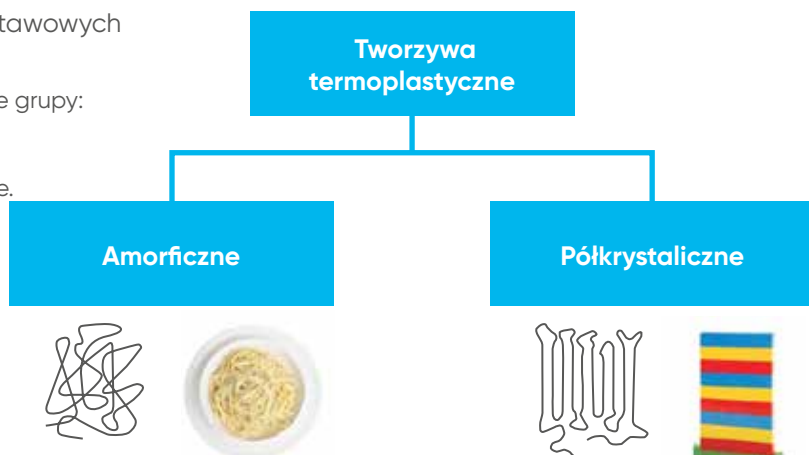 tawowych
e grupy:
e.
Tworzywa
termoplastyczne
Amorficzne
Półkrystaliczne